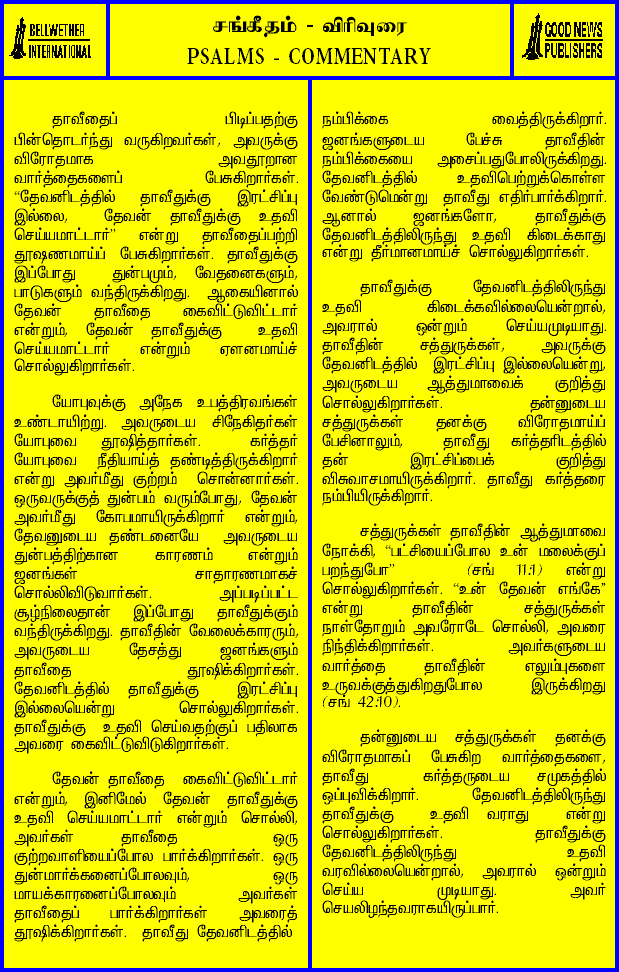 BELLWETHER
INTERNATIONAL
சங்கீதம் - விரிவுரை
PSALMS - COMMENTARY
GOOD NEWS
PUBLISHERS
தாவீதைப் பிடிப்பதற்கு
பின்தொடர்ந்து வருகிறவர்கள், அவருக்கு
விரோதமாக அவதூறான
வார்த்தைகளைப் பேசுகிறார்கள்.
“தேவனிடத்தில் தாவீதுக்கு இரட்சிப்பு
இல்லை, தேவன் தாவீதுக்கு உதவி
செய்யமாட்டார்” என்று தாவீதைப்பற்றி
தூஷணமாய்ப் பேசுகிறார்கள். தாவீதுக்கு
இப்போது துன்பமும், வேதனைகளும்,
பாடுகளும் வந்திருக்கிறது. ஆகையினால்
தேவன் தாவீதை கைவிட்டுவிட்டார்
என்றும், தேவன் தாவீதுக்கு உதவி
செய்யமாட்டார் என்றும் ஏளனமாய்ச்
சொல்லுகிறார்கள்.
யோபுவுக்கு அநேக உபத்திரவங்கள்
உண்டாயிற்று. அவருடைய சிநேகிதர்கள்
யோபுவை தூஷித்தார்கள். கர்த்தர்
யோபுவை நீதியாய்த் தண்டித்திருக்கிறார்
என்று அவர்மீது குற்றம் சொன்னார்கள்.
ஒருவருக்குத் துன்பம் வரும்போது, தேவன்
அவர்மீது கோபமாயிருக்கிறார் என்றும்,
தேவனுடைய தண்டனையே அவருடைய
துன்பத்திற்கான காரணம் என்றும்
ஜனங்கள் சாதாரணமாகச்
சொல்லிவிடுவார்கள். அப்படிப்பட்ட
சூழ்நிலைதான் இப்போது தாவீதுக்கும்
வந்திருக்கிறது. தாவீதின் வேலைக்காரரும்,
அவருடைய தேசத்து ஜனங்களும்
தாவீதை தூஷிக்கிறார்கள்.
தேவனிடத்தில் தாவீதுக்கு இரட்சிப்பு
இல்லையென்று சொல்லுகிறார்கள்.
தாவீதுக்கு உதவி செய்வதற்குப் பதிலாக
அவரை கைவிட்டுவிடுகிறார்கள்.
தேவன் தாவீதை கைவிட்டுவிட்டார்
என்றும், இனிமேல் தேவன் தாவீதுக்கு
உதவி செய்யமாட்டார் என்றும் சொல்லி,
அவர்கள் தாவீதை ஒரு
குற்றவாளியைப்போல பார்க்கிறார்கள். ஒரு
துன்மார்க்கனைப்போலவும், ஒரு
மாயக்காரனைப்போலவும் அவர்கள்
தாவீதைப் பார்க்கிறார்கள் அவரைத்
தூஷிக்கிறார்கள். தாவீது தேவனிடத்தில்
நம்பிக்கை வைத்திருக்கிறார்.
ஜனங்களுடைய பேச்சு தாவீதின்
நம்பிக்கையை அசைப்பதுபோலிருக்கிறது.
தேவனிடத்தில் உதவிபெற்றுக்கொள்ள
வேண்டுமென்று தாவீது எதிர்பார்க்கிறார்.
ஆனால் ஜனங்களோ, தாவீதுக்கு
தேவனிடத்திலிருந்து உதவி கிடைக்காது
என்று தீர்மானமாய்ச் சொல்லுகிறார்கள்.
தாவீதுக்கு தேவனிடத்திலிருந்து
உதவி கிடைக்கவில்லையென்றால்,
அவரால் ஒன்றும் செய்யமுடியாது.
தாவீதின் சத்துருக்கள், அவருக்கு
தேவனிடத்தில் இரட்சிப்பு இல்லையென்று,
அவருடைய ஆத்துமாவைக் குறித்து
சொல்லுகிறார்கள். தன்னுடைய
சத்துருக்கள் தனக்கு விரோதமாய்ப்
பேசினாலும், தாவீது கர்த்தரிடத்தில்
தன் இரட்சிப்பைக் குறித்து
விசுவாசமாயிருக்கிறார். தாவீது கர்த்தரை
நம்பியிருக்கிறார்.
சத்துருக்கள் தாவீதின் ஆத்துமாவை
நோக்கி, “பட்சியைப்போல உன் மலைக்குப்
பறந்துபோ” (சங் 11:1) என்று
சொல்லுகிறார்கள். “உன் தேவன் எங்கே”
என்று தாவீதின் சத்துருக்கள்
நாள்தோறும் அவரோடே சொல்லி, அவரை
நிந்திக்கிறார்கள். அவர்களுடைய
வார்த்தை தாவீதின் எலும்புகளை
உருவக்குத்துகிறதுபோல இருக்கிறது
(சங் 42:10).
தன்னுடைய சத்துருக்கள் தனக்கு
விரோதமாகப் பேசுகிற வார்த்தைகளை,
தாவீது கர்த்தருடைய சமுகத்தில்
ஒப்புவிக்கிறார். தேவனிடத்திலிருந்து
தாவீதுக்கு உதவி வராது என்று
சொல்லுகிறார்கள். தாவீதுக்கு
தேவனிடத்திலிருந்து உதவி
வரவில்லையென்றால், அவரால் ஒன்றும்
செய்ய முடியாது. அவர்
செயலிழந்தவராகயிருப்பார்.